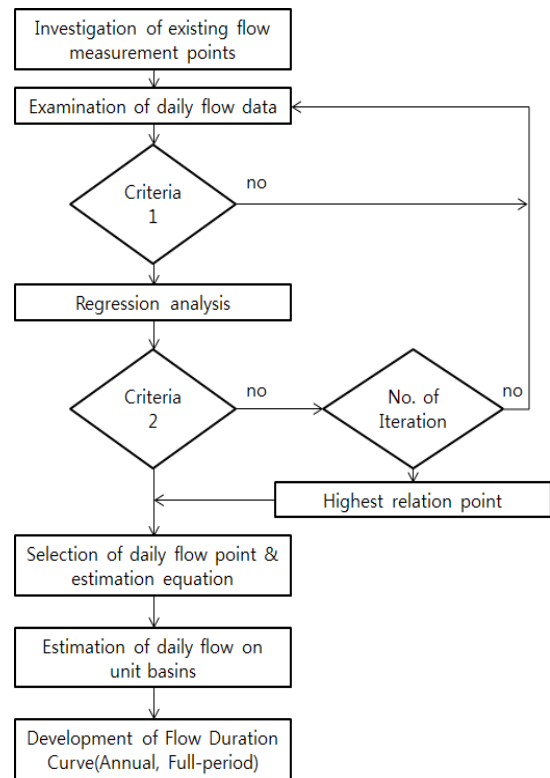 Investigation of existing flow
measurement points
Examination of daily flow data
Criteria
1
no
Regression analysis
Criteria
2
no
No. of
Iteration
no
Highest relation point
Selection of daily flow point &
estimation equation
Estimation of daily flow on
unit basins
Development of Flow Duration
Curve(Annual, Full-period)